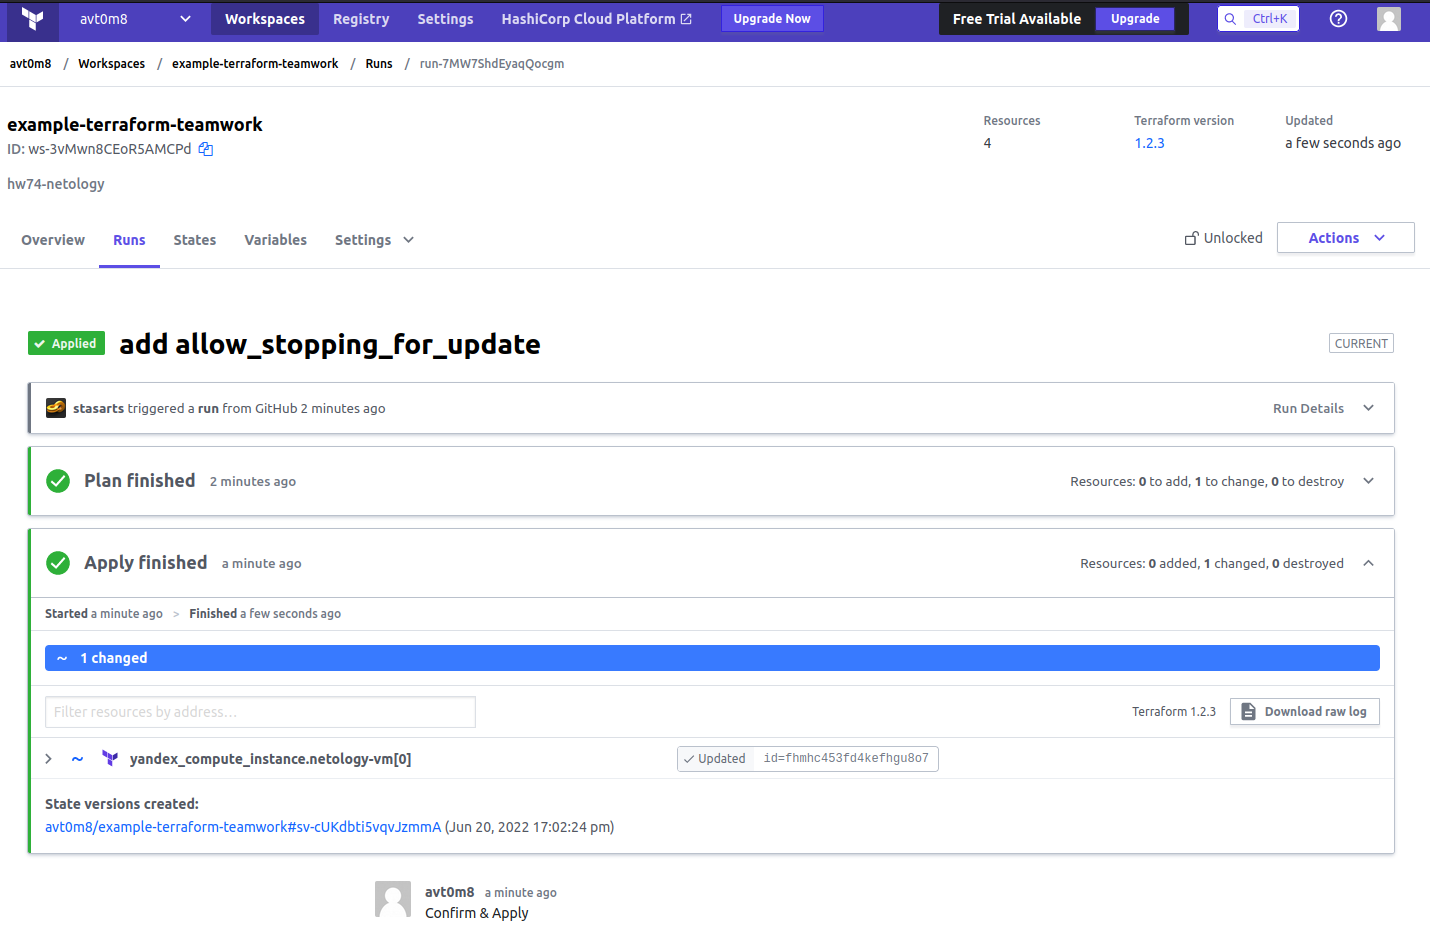 avt0m8 Workspaces Registry Settings HashiCorp Cloud Platform Upgrade Now Free Trial Available Upgrade Ctrl+K
avt0m8 / Workspaces / example-terraform-teamwork / Runs / run-7MW7ShdEyaqQocgm
example-terraform-teamwork
ID: ws-3vMwn8CEoR5AMCPd
hw74-netology
Resources Terraform version Updated
4 1.2.3 a few seconds ago
Overview Runs States Variables Settings Unlocked Actions
Applied add allow_stopping_for_update CURRENT
stasarts triggered a run from GitHub 2 minutes ago Run Details
Plan finished 2 minutes ago Resources: 0 to add, 1 to change, 0 to destroy
Apply finished a minute ago Resources: 0 added, 1 changed, 0 destroyed
Started a minute ago > Finished a few seconds ago
~ 1 changed
Filter resources by address... Terraform 1.2.3 Download raw log
~ yandex_compute_instance.netology-vm[0] Updated id=fhmhc453fd4kefhgu8o7
State versions created:
avt0m8/example-terraform-teamwork#sv-cUKdbti5vqvJzmmA (Jun 20, 2022 17:02:24 pm)
avt0m8 a minute ago
Confirm & Apply